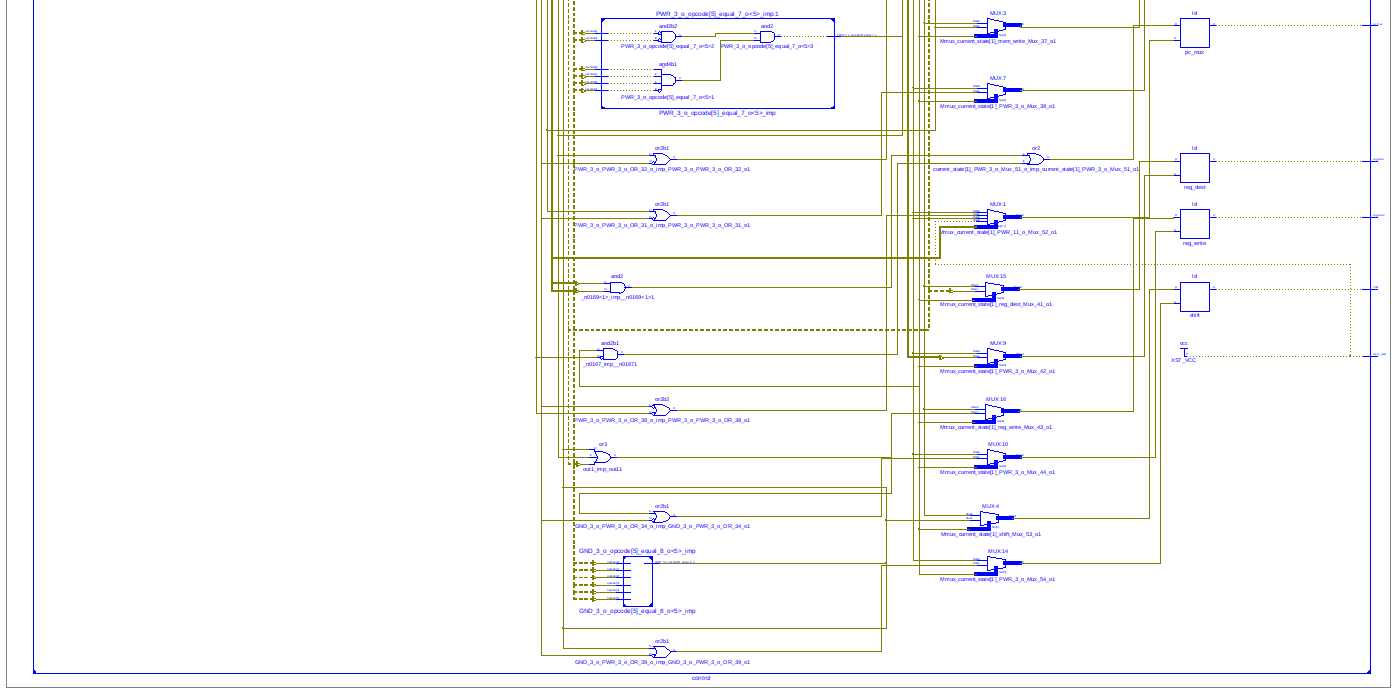 PWR_3_o_opcode[5]_equal_7_o<5>_imp:1
and2b2
and2
PWR_3_o_opcode[5]_equal_7_o<5>2
PWR_3_o_opcode[5]_equal_7_o<5>3
and4b1
PWR_3_o_opcode[5]_equal_7_o<5>1
PWR_3_o_opcode[5]_equal_7_o<5>_imp
MUX:3
Mmux_current_state[1]_mem_write_Mux_37_o1
ld
pc_mux
MUX:7
Mmux_current_state[1]_PWR_3_o_Mux_38_o1
or2b1
PWR_3_o_PWR_3_o_OR_32_o_imp_PWR_3_o_PWR_3_o_OR_32_o1
or2
current_state[1]_PWR_3_o_Mux_51_o_imp_current_state[1]_PWR_3_o_Mux_51_o1
ld
reg_dest
or2b1
PWR_3_o_PWR_3_o_OR_31_o_imp_PWR_3_o_PWR_3_o_OR_31_o1
MUX:1
Mmux_current_state[1]_PWR_11_o_Mux_52_o1
ld
reg_write
and2
_n0169<1>_imp__n0169<1>1
MUX:15
Mmux_current_state[1]_reg_dest_Mux_41_o1
ld
shift
and2b1
_n0167_imp__n01671
MUX:9
Mmux_current_state[1]_PWR_3_o_Mux_42_o1
vcc
XST_VCC
or2b2
PWR_3_o_PWR_3_o_OR_38_o_imp_PWR_3_o_PWR_3_o_OR_38_o1
MUX:16
Mmux_current_state[1]_reg_write_Mux_43_o1
or3
out1_imp_out11
MUX:10
Mmux_current_state[1]_PWR_3_o_Mux_44_o1
or2b1
GND_3_o_PWR_3_o_OR_34_o_imp_GND_3_o_PWR_3_o_OR_34_o1
MUX:4
Mmux_current_state[1]_shift_Mux_53_o1
GND_3_o_opcode[5]_equal_8_o<5>_imp
GND_3_o_opcode[5]_equal_8_o<5>_imp
MUX:14
Mmux_current_state[1]_PWR_3_o_Mux_54_o1
or2b1
GND_3_o_PWR_3_o_OR_39_o_imp_GND_3_o_PWR_3_o_OR_39_o1
control